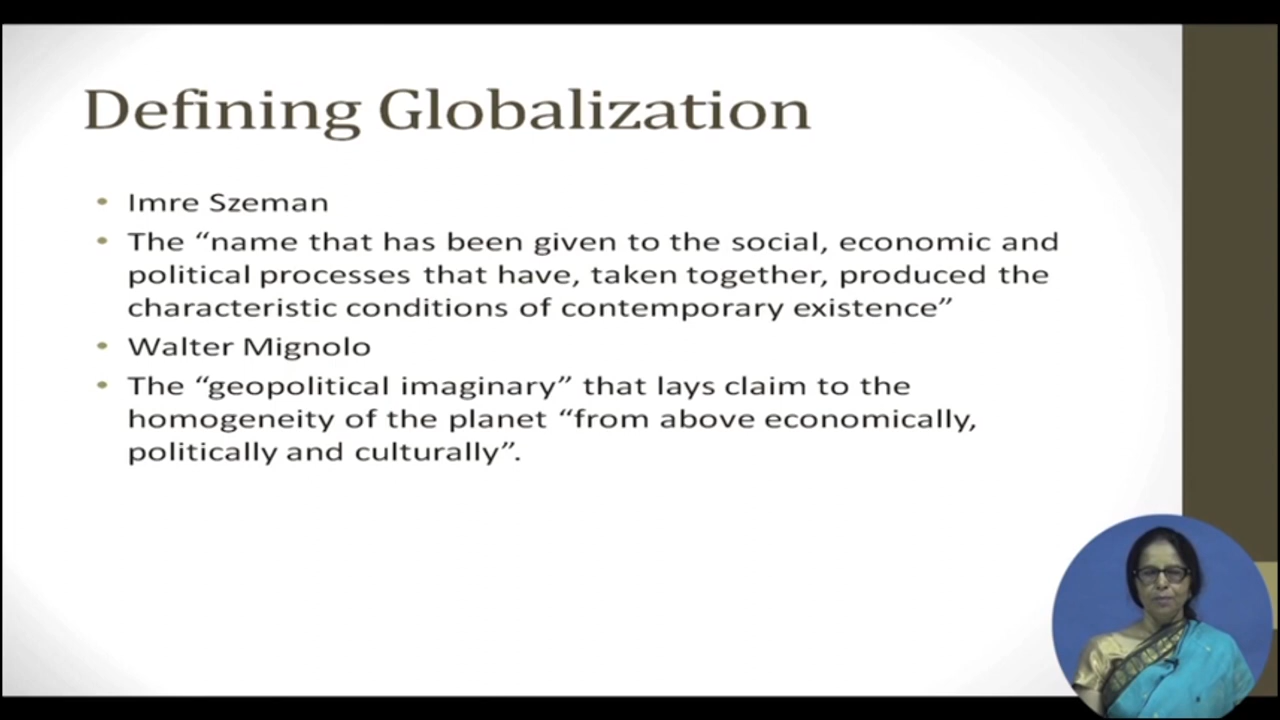 Defining Globalization
• Imre Szeman
• The “name that has been given to the social, economic and
political processes that have, taken together, produced the
characteristic conditions of contemporary existence”
• Walter Mignolo
• The “geopolitical imaginary” that lays claim to the
homogeneity of the planet “from above economically,
politically and culturally”.